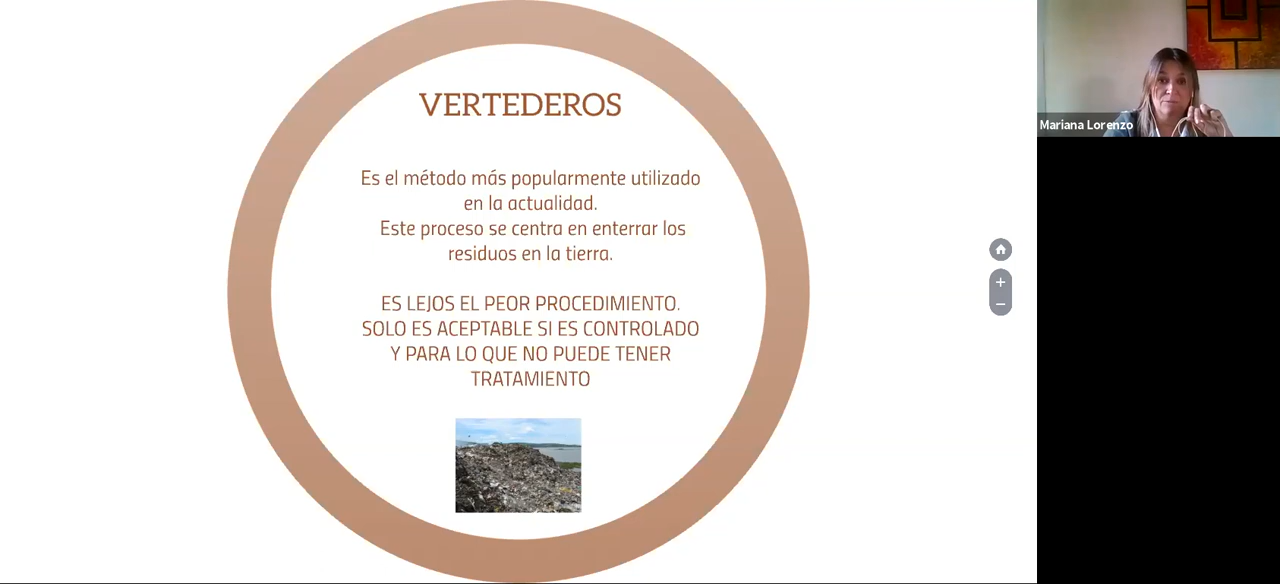 VERTEDEROS
Es el método más popularmente utilizado
en la actualidad.
Este proceso se centra en enterrar los
residuos en la tierra.
ES LEJOS EL PEOR PROCEDIMIENTO.
SOLO ES ACEPTABLE SI ES CONTROLADO
Y PARA LO QUE NO PUEDE TENER
TRATAMIENTO
Mariana Lorenzo